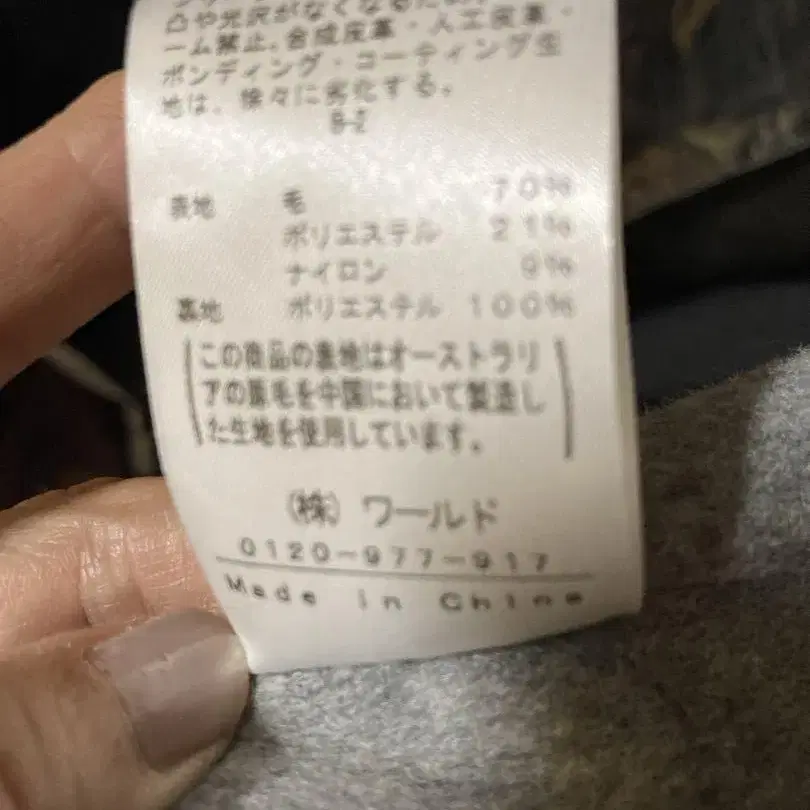 凸や光沢がなくなるため
ーム禁止。合成皮革・人工皮革・
ボンディング・コーティング生
地は、徐々に劣化する。
B-Z
表地 毛 70%
ポリエステル 21%
ナイロン 9%
裏地 ポリエステル 100%
この商品の表地はオーストラリ
アの原毛を中国において製造し
た生地を使用しています。
(株) ワールド
0120-977-917
Made in China